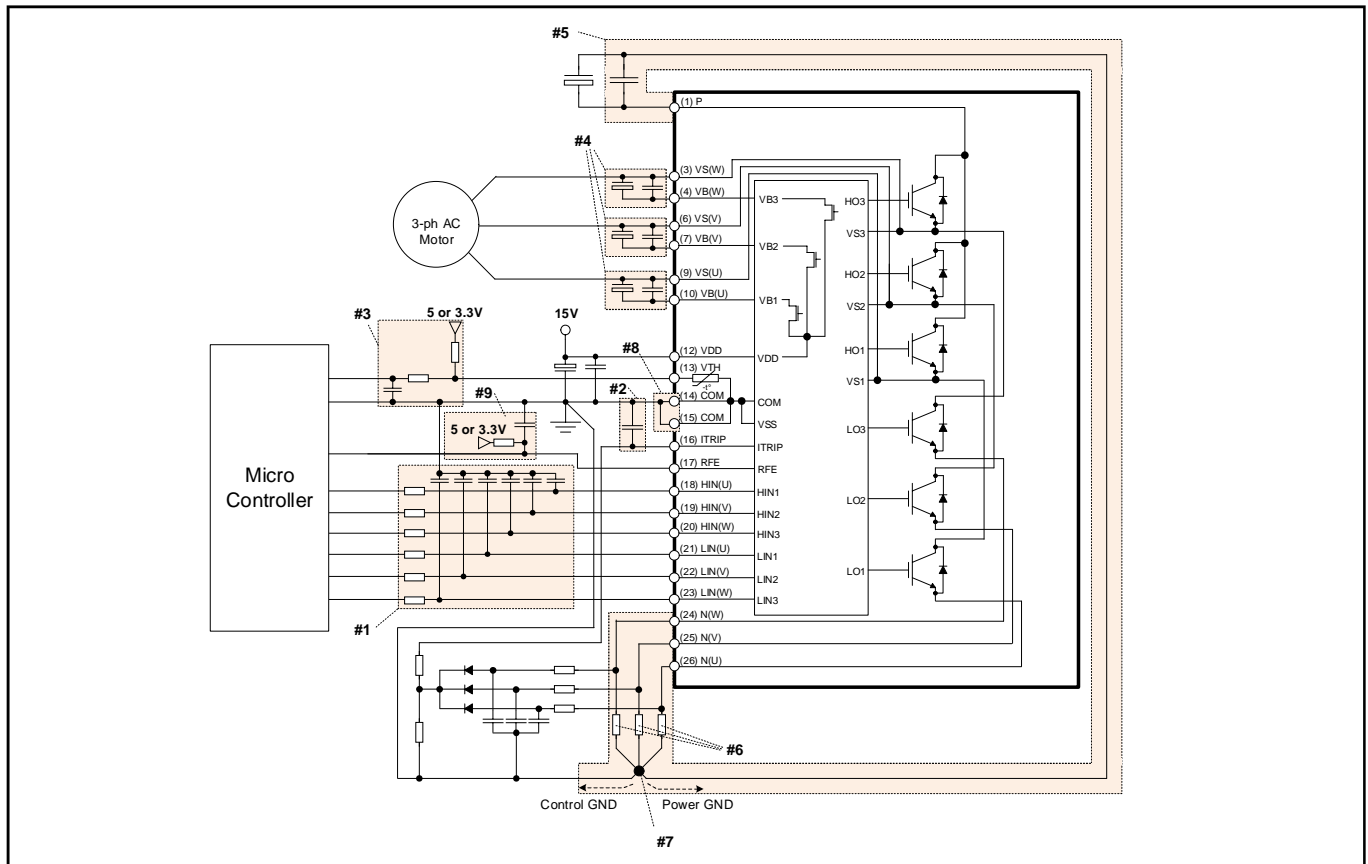 #5
(1) P
#4
(3) VS(W)
(4) VB(W)
VB3
HO3
3-ph AC
Motor
(6) VS(V)
VS3
(7) VB(V)
VB2
HO2
(9) VS(U)
(10) VB(U)
VB1
VS2
#3
5 or 3.3V
15V
#8
HO1
(12) VDD
VDD
(13) VTH
-t°
VS1
#2
#9
(14) COM
COM
(15) COM
VSS
5 or 3.3V
(16) ITRIP
ITRIP
LO3
(17) RFE
RFE
Micro
Controller
(18) HIN(U)
HIN1
(19) HIN(V)
HIN2
LO2
(20) HIN(W)
HIN3
(21) LIN(U)
LIN1
(22) LIN(V)
LIN2
LO1
(23) LIN(W)
LIN3
#1
(24) N(W)
(25) N(V)
(26) N(U)
#6
Control GND
Power GND
#7